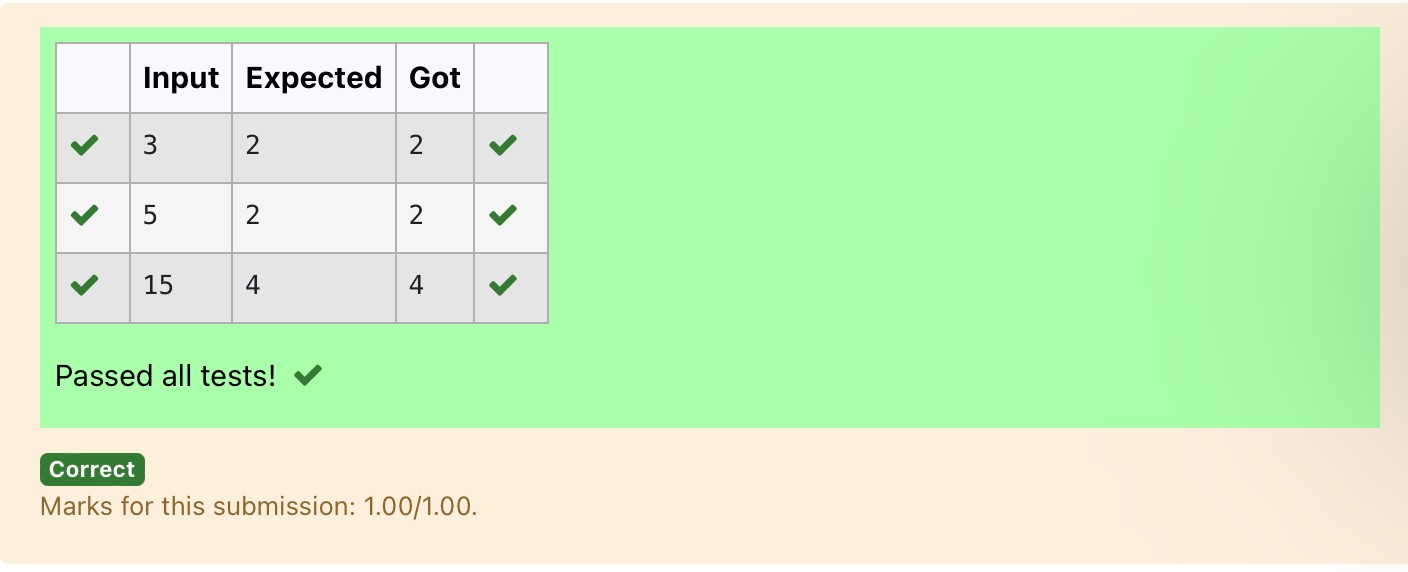 Input Expected Got
3 2 2
5 2 2
15 4 4
Passed all tests!
Correct
Marks for this submission: 1.00/1.00.